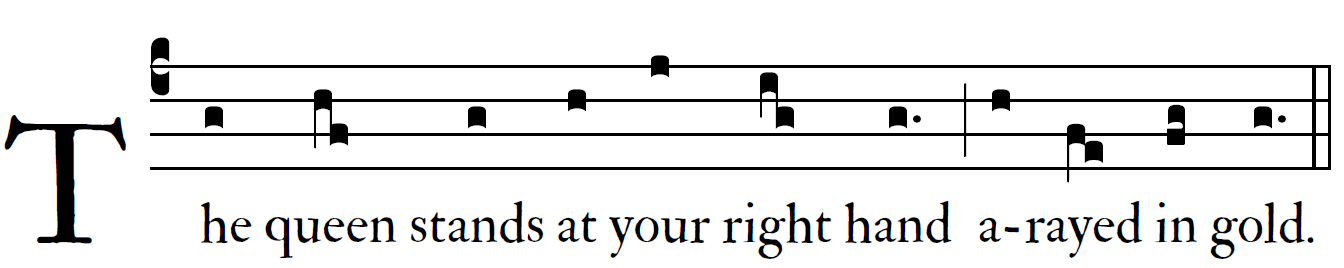 The queen stands at your right hand a-rayed in gold.